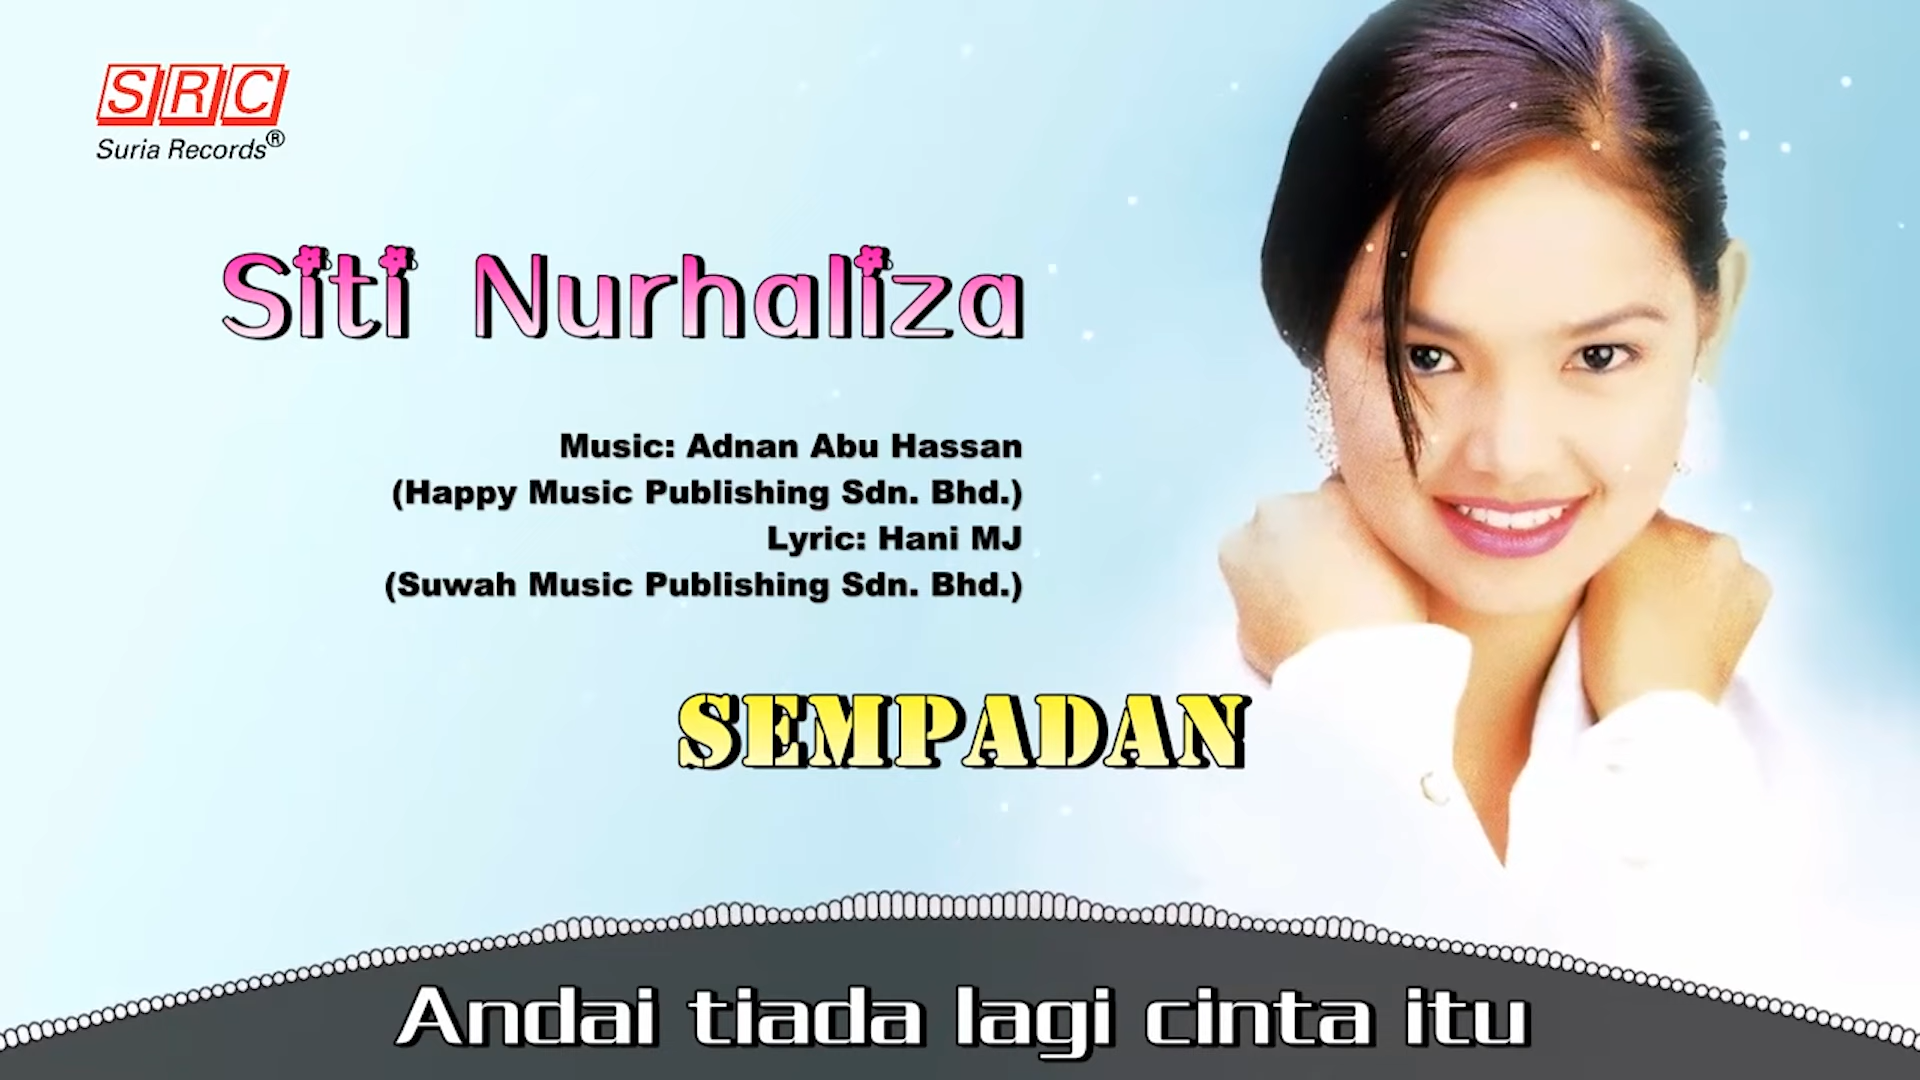 SRC
Suria Records®
Siti Nurhaliza
Music: Adnan Abu Hassan
(Happy Music Publishing Sdn. Bhd.)
Lyric: Hani MJ
(Suwah Music Publishing Sdn. Bhd.)
SEMPADAN
Andai tiada lagi cinta itu